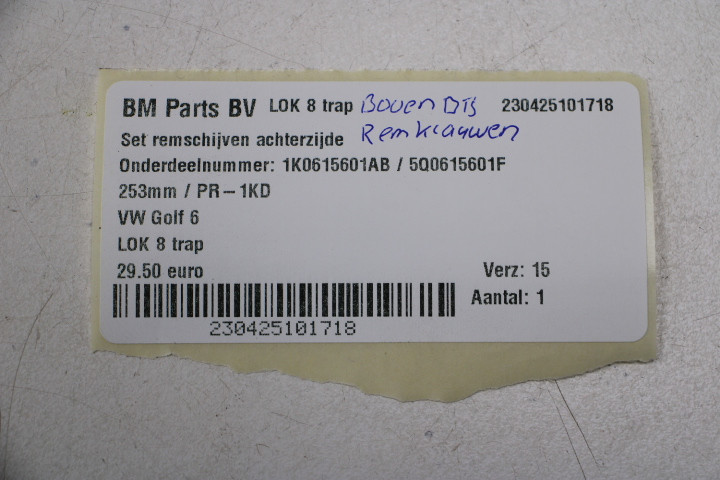 BM Parts BV LOK 8 trap Boven 230425101718
Set remschijven achterzijde Remklauwen
Onderdeelnummer: 1K0615601AB / 5Q0615601F
253mm / PR-1KD
VW Golf 6
LOK 8 trap
29.50 euro Verz: 15
Aantal: 1
230425101718